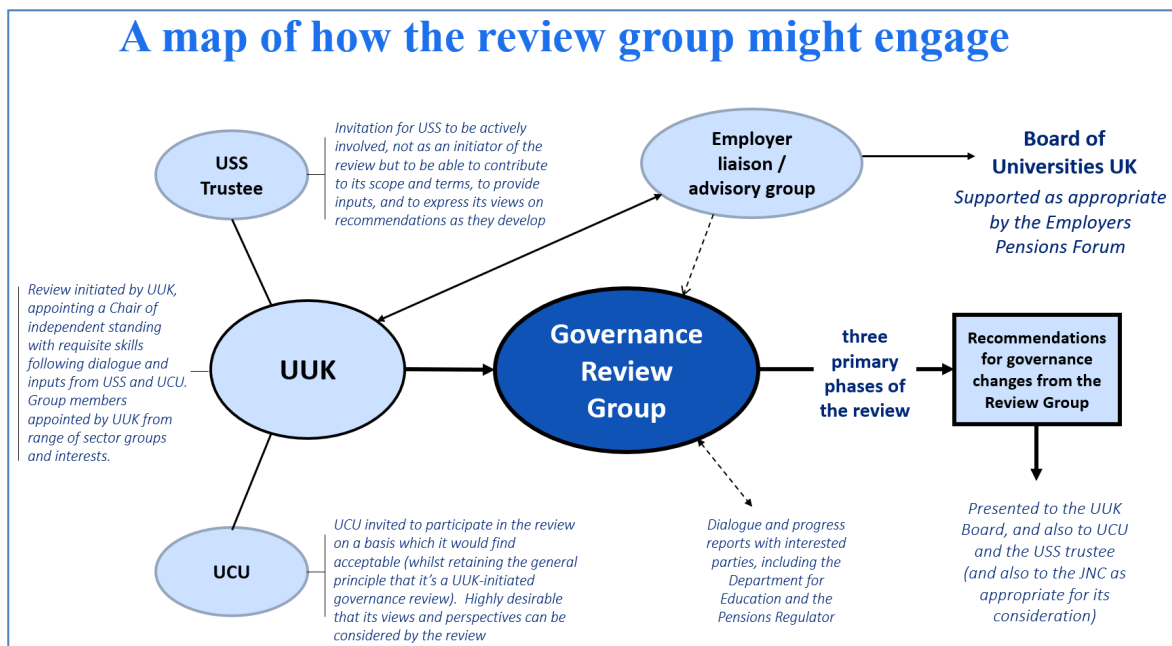 A map of how the review group might engage
USS
Trustee
Invitation for USS to be actively
involved, not as an initiator of the
review but to be able to contribute
to its scope and terms, to provide
inputs, and to express its views on
recommendations as they develop
Employer
liaison /
advisory group
Board of
Universities UK
Supported as appropriate
by the Employers
Pensions Forum
Review initiated by UUK,
appointing a Chair of
independent standing
with requisite skills
following dialogue and
inputs from USS and UCU.
Group members
appointed by UUK from
range of sector groups
and interests.
UUK
Governance
Review
Group
three
primary
phases of
the review
Recommendations
for governance
changes from the
Review Group
UCU
UCU invited to participate in the review
on a basis which it would find
acceptable (whilst retaining the general
principle that it's a UUK-initiated
governance review).  Highly desirable
that its views and perspectives can be
considered by the review
Dialogue and progress
reports with interested
parties, including the
Department for
Education and the
Pensions Regulator
Presented to the UUK
Board, and also to UCU
and the USS trustee
(and also to the JNC as
appropriate for its
consideration)